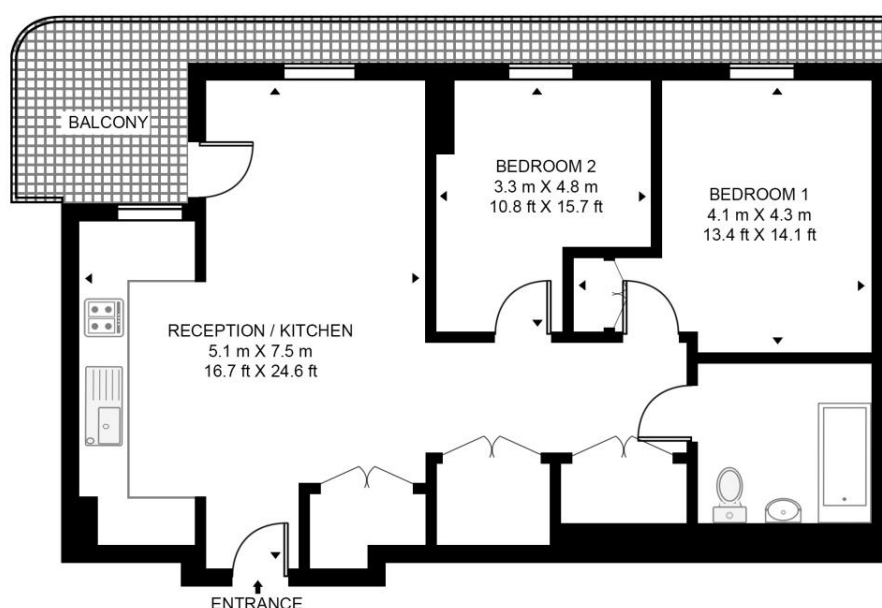 BALCONY
BEDROOM 2
3.3 m X 4.8 m
10.8 ft X 15.7 ft
BEDROOM 1
4.1 m X 4.3 m
13.4 ft X 14.1 ft
RECEPTION / KITCHEN
5.1 m X 7.5 m
16.7 ft X 24.6 ft
ENTRANCE